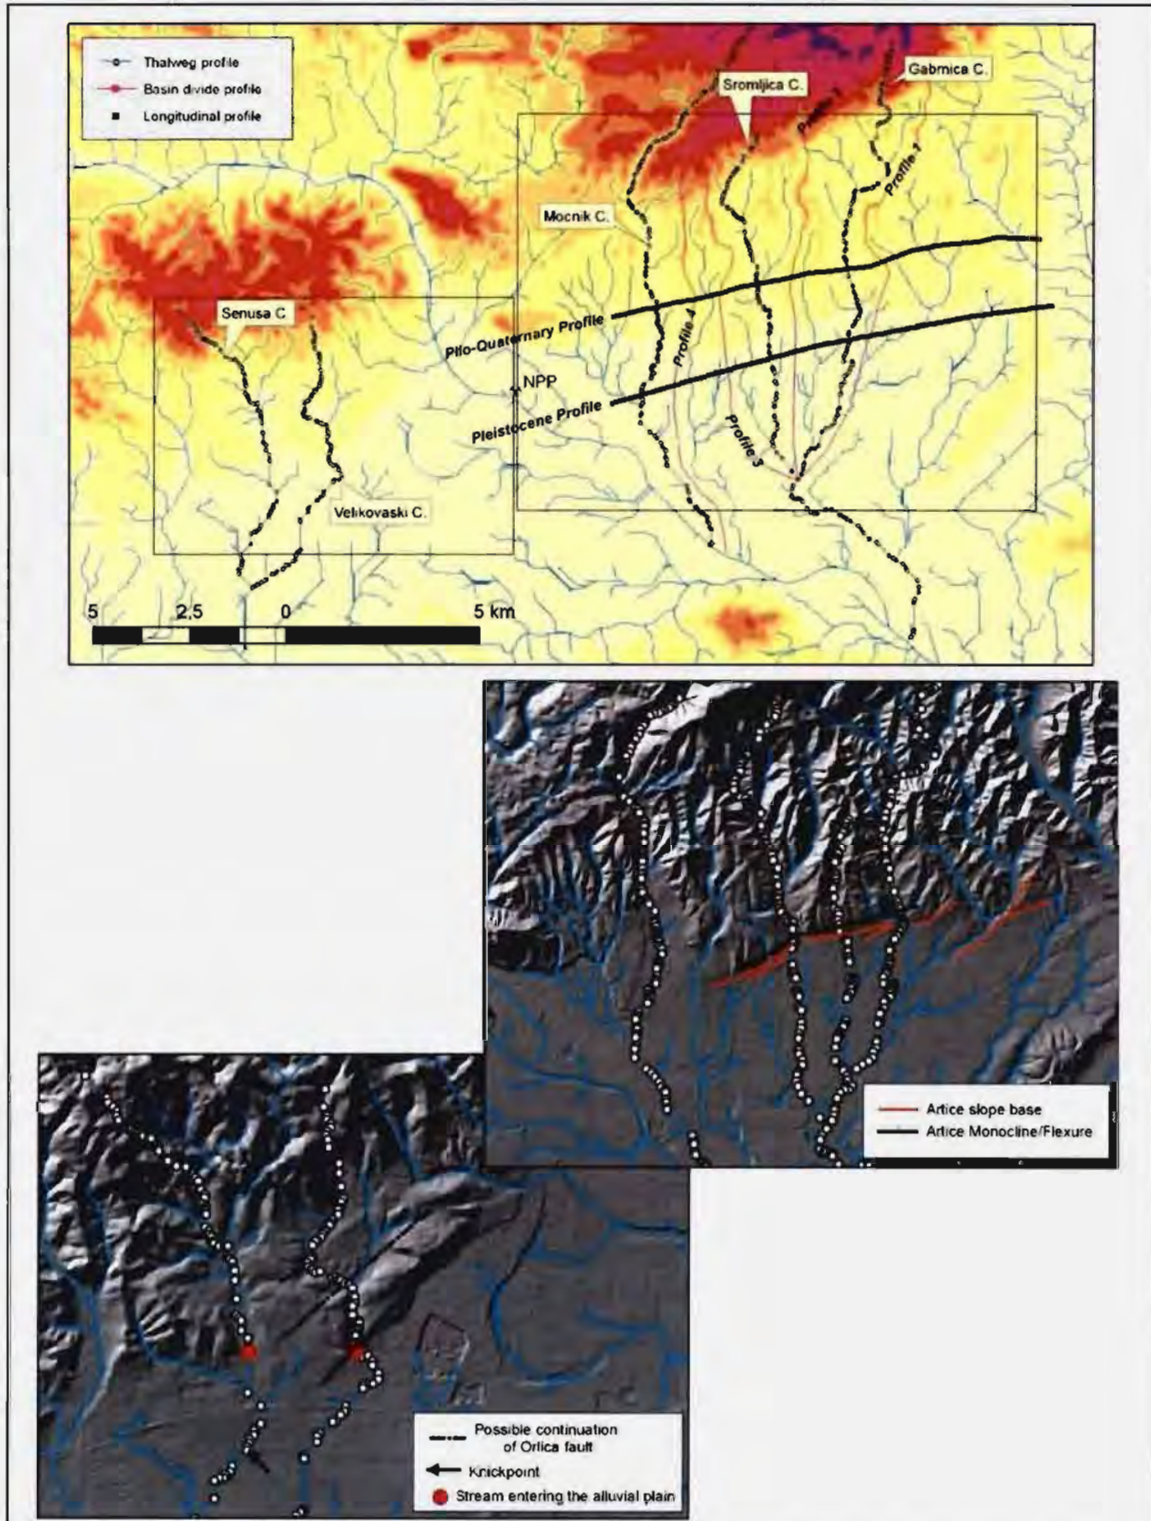 Thalweg profile
Basin divide profile
Longitudinal profile
Gabrnica C.
Sromljica C.
Profile 2
Profile 1
Mocnik C.
Senusa C
Profile 4
Plio-Quaternary Profile
NPP
Pleistocene Profile
Profile 3
Velikovaski C.
5 2,5 0 5 km
Artice slope base
Artice Monocline/Flexure
Possible continuation
of Orlica fault
Knickpoint
Stream entering the alluvial plain